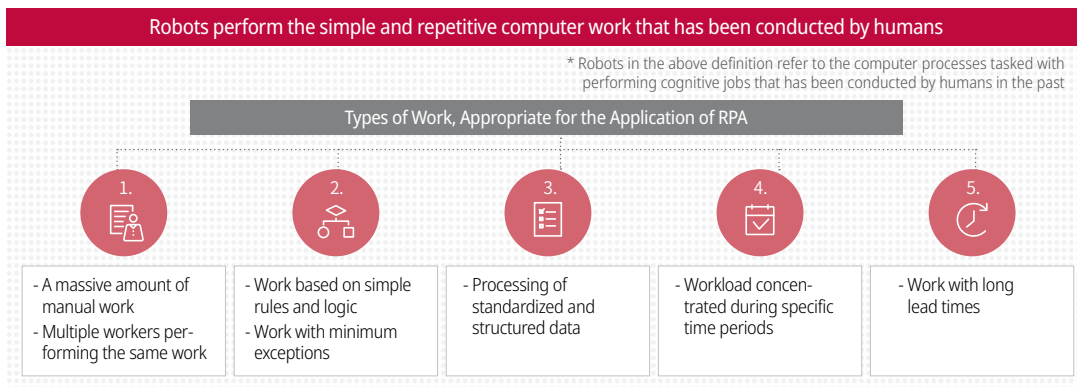 Robots perform the simple and repetitive computer work that has been conducted by humans
* Robots in the above definition refer to the computer processes tasked with
performing cognitive jobs that has been conducted by humans in the past
Types of Work, Appropriate for the Application of RPA
1.
- A massive amount of
manual work
- Multiple workers per-
forming the same work
2.
- Work based on simple
rules and logic
- Work with minimum
exceptions
3.
- Processing of
standardized and
structured data
4.
- Workload concen-
trated during specific
time periods
5.
- Work with long
lead times